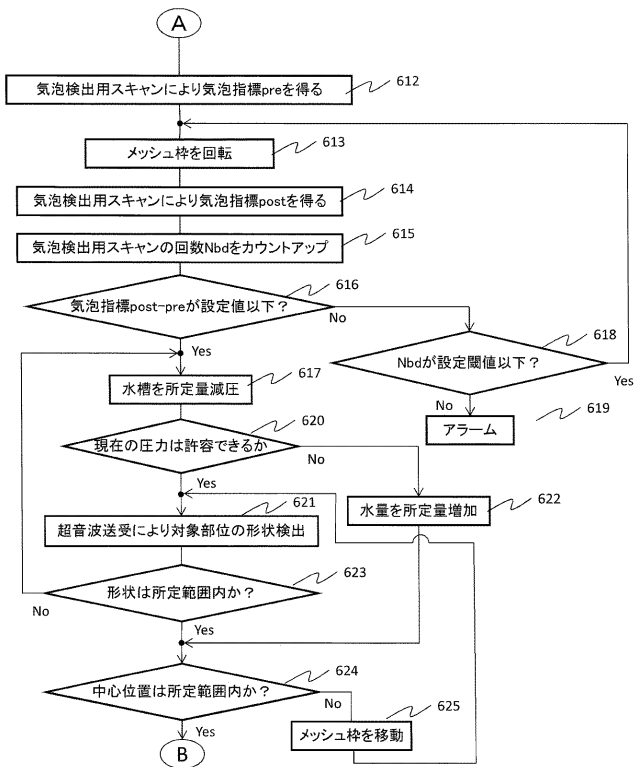 A
気泡検出用スキャンにより気泡指標preを得る
612
メッシュ枠を回転
613
気泡検出用スキャンにより気泡指標postを得る
614
気泡検出用スキャンの回数Nbdをカウントアップ
615
気泡指標post-preが設定値以下?
616
No
Yes
Nbdが設定閾値以下?
618
Yes
No
アラーム
619
水槽を所定量減圧
617
現在の圧力は許容できるか
620
No
Yes
水量を所定量増加
622
超音波送受により対象部位の形状検出
621
形状は所定範囲内か?
623
No
Yes
中心位置は所定範囲内か?
624
No
Yes
メッシュ枠を移動
625
B